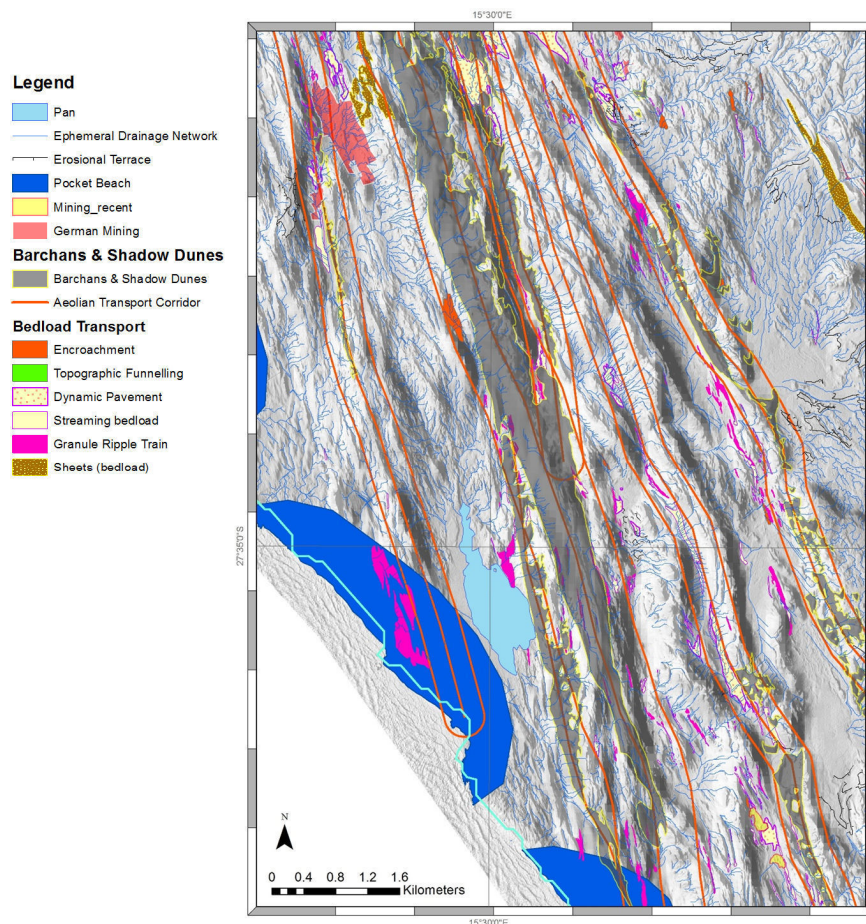 15°30'0"E
Legend
Pan
Ephemeral Drainage Network
Erosional Terrace
Pocket Beach
Mining_recent
German Mining
Barchans & Shadow Dunes
Barchans & Shadow Dunes
Aeolian Transport Corridor
Bedload Transport
Encroachment
Topographic Funnelling
Dynamic Pavement
Streaming bedload
Granule Ripple Train
Sheets (bedload)
27°35'0"S
N
0 0.4 0.8 1.2 1.6
Kilometers
15°30'0"E